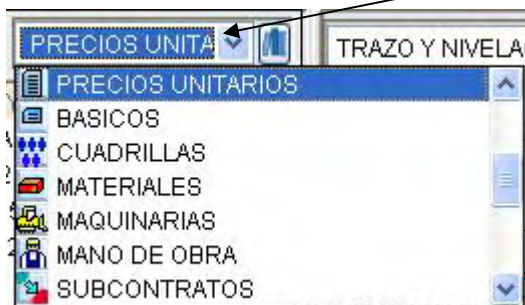 PRECIOS UNITA
TRAZO Y NIVELA
PRECIOS UNITARIOS
BASICOS
CUADRILLAS
MATERIALES
MAQUINARIAS
MANO DE OBRA
SUBCONTRATOS